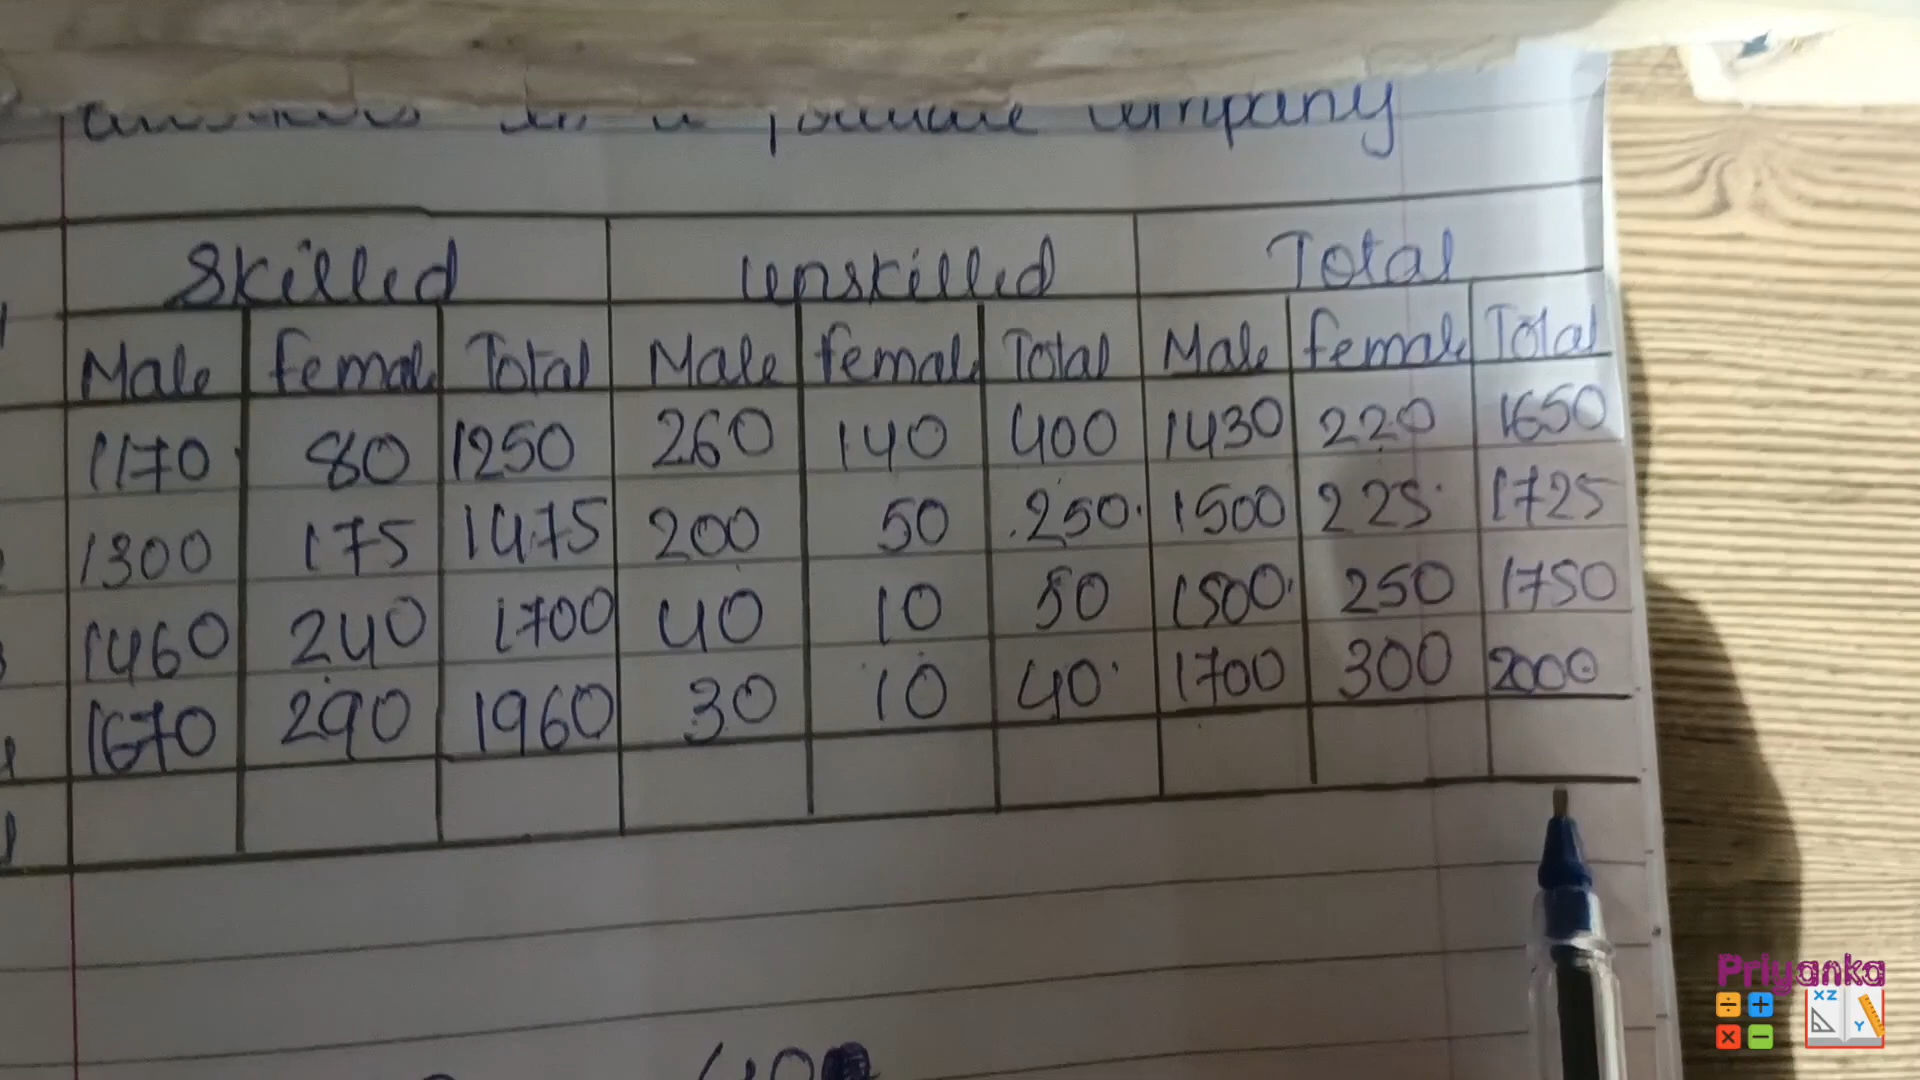 company
Skilled Unskilled Total
Male femal Total Male femal Total Male femal Total
1170 80 1250 260 140 400 1430 220 1650
1300 175 1475 200 50 250 1500 225 1725
1460 240 1700 40 10 50 1500 250 1750
1670 290 1960 30 10 40 1700 300 2000
Priyanka
XZ
Y